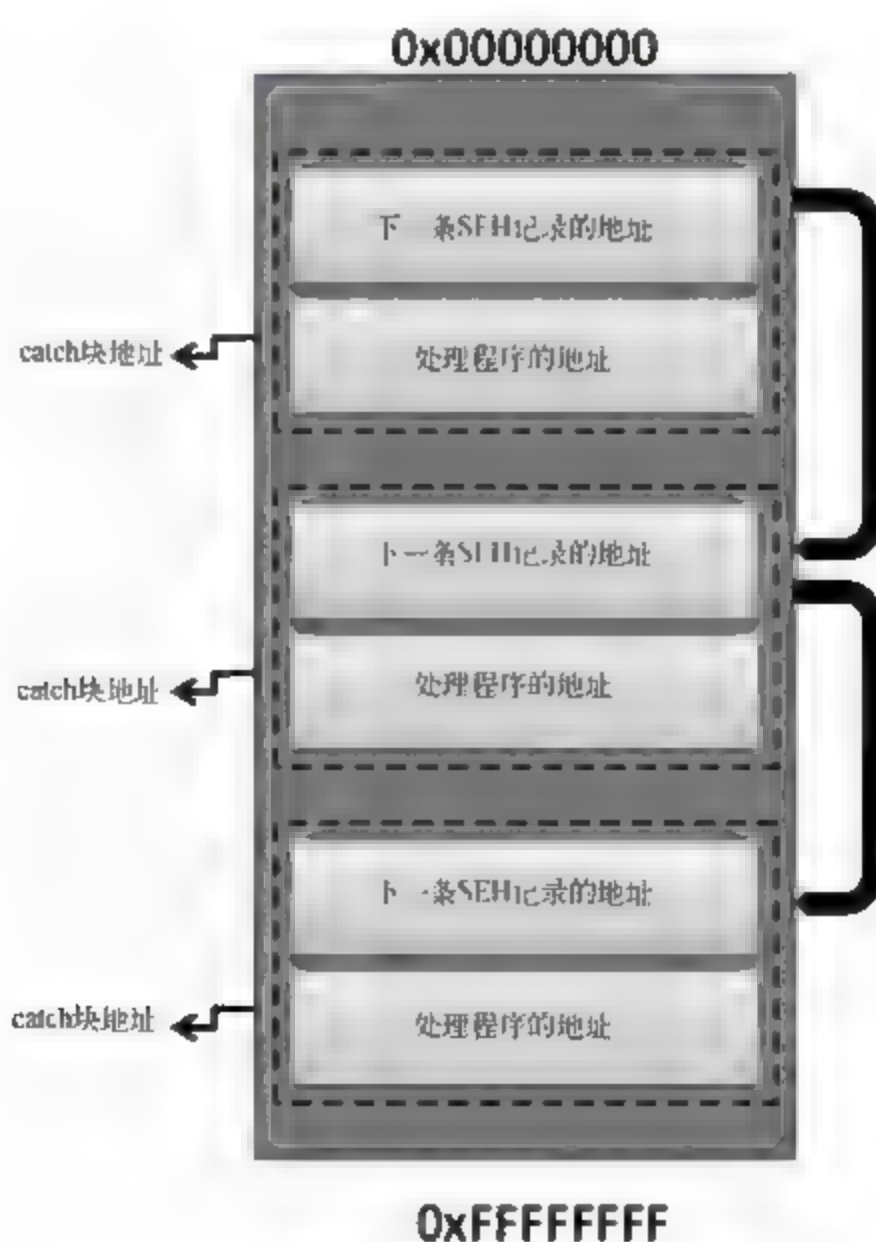 0x00000000
下一条SEH记录的地址
catch块地址
处理程序的地址
下一条SEH记录的地址
catch块地址
处理程序的地址
下一条SEH记录的地址
catch块地址
处理程序的地址
0xFFFFFFFF